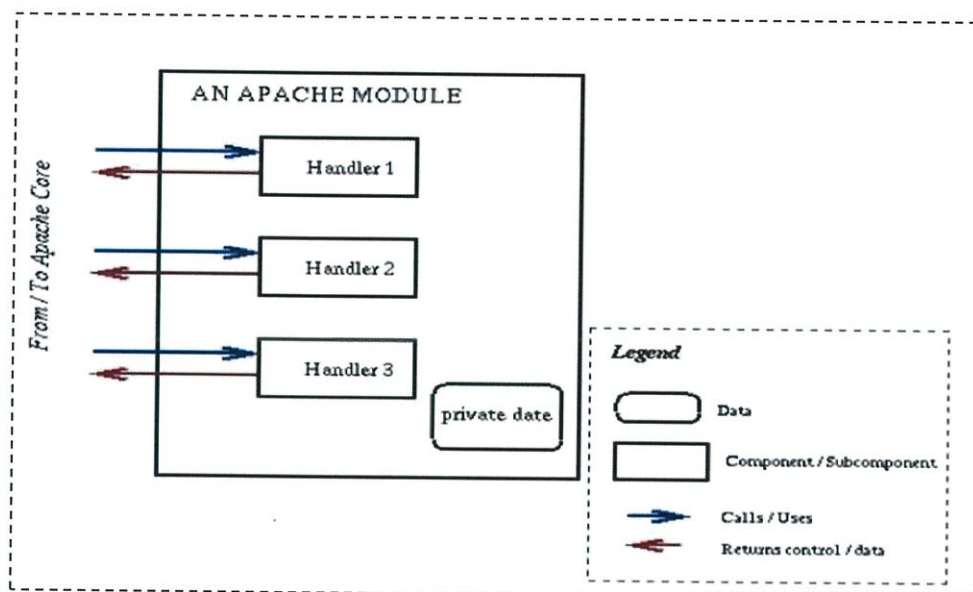 AN APACHE MODULE
From / To Apache Core
Handler 1
Handler 2
Handler 3
private date
Legend
Data
Component / Subcomponent
Calls / Uses
Returns control / data